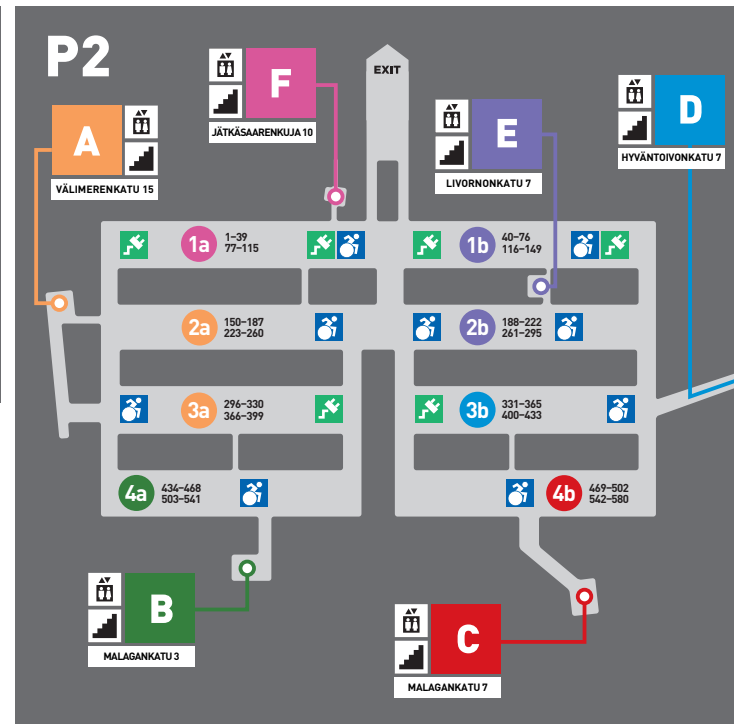 P2
EXIT
F
JÄTKÄSAARENKUJA 10
A
VÄLIMERENKATU 15
E
LIVORNONKATU 7
D
HYVÄNTOIVONKATU 7
1a
1–39
77–115
1b
40–76
116–149
2a
150–187
223–260
2b
188–222
261–295
3a
296–330
366–399
3b
331–365
400–433
4a
434–468
503–541
4b
469–502
542–580
B
MALAGANKATU 3
C
MALAGANKATU 7